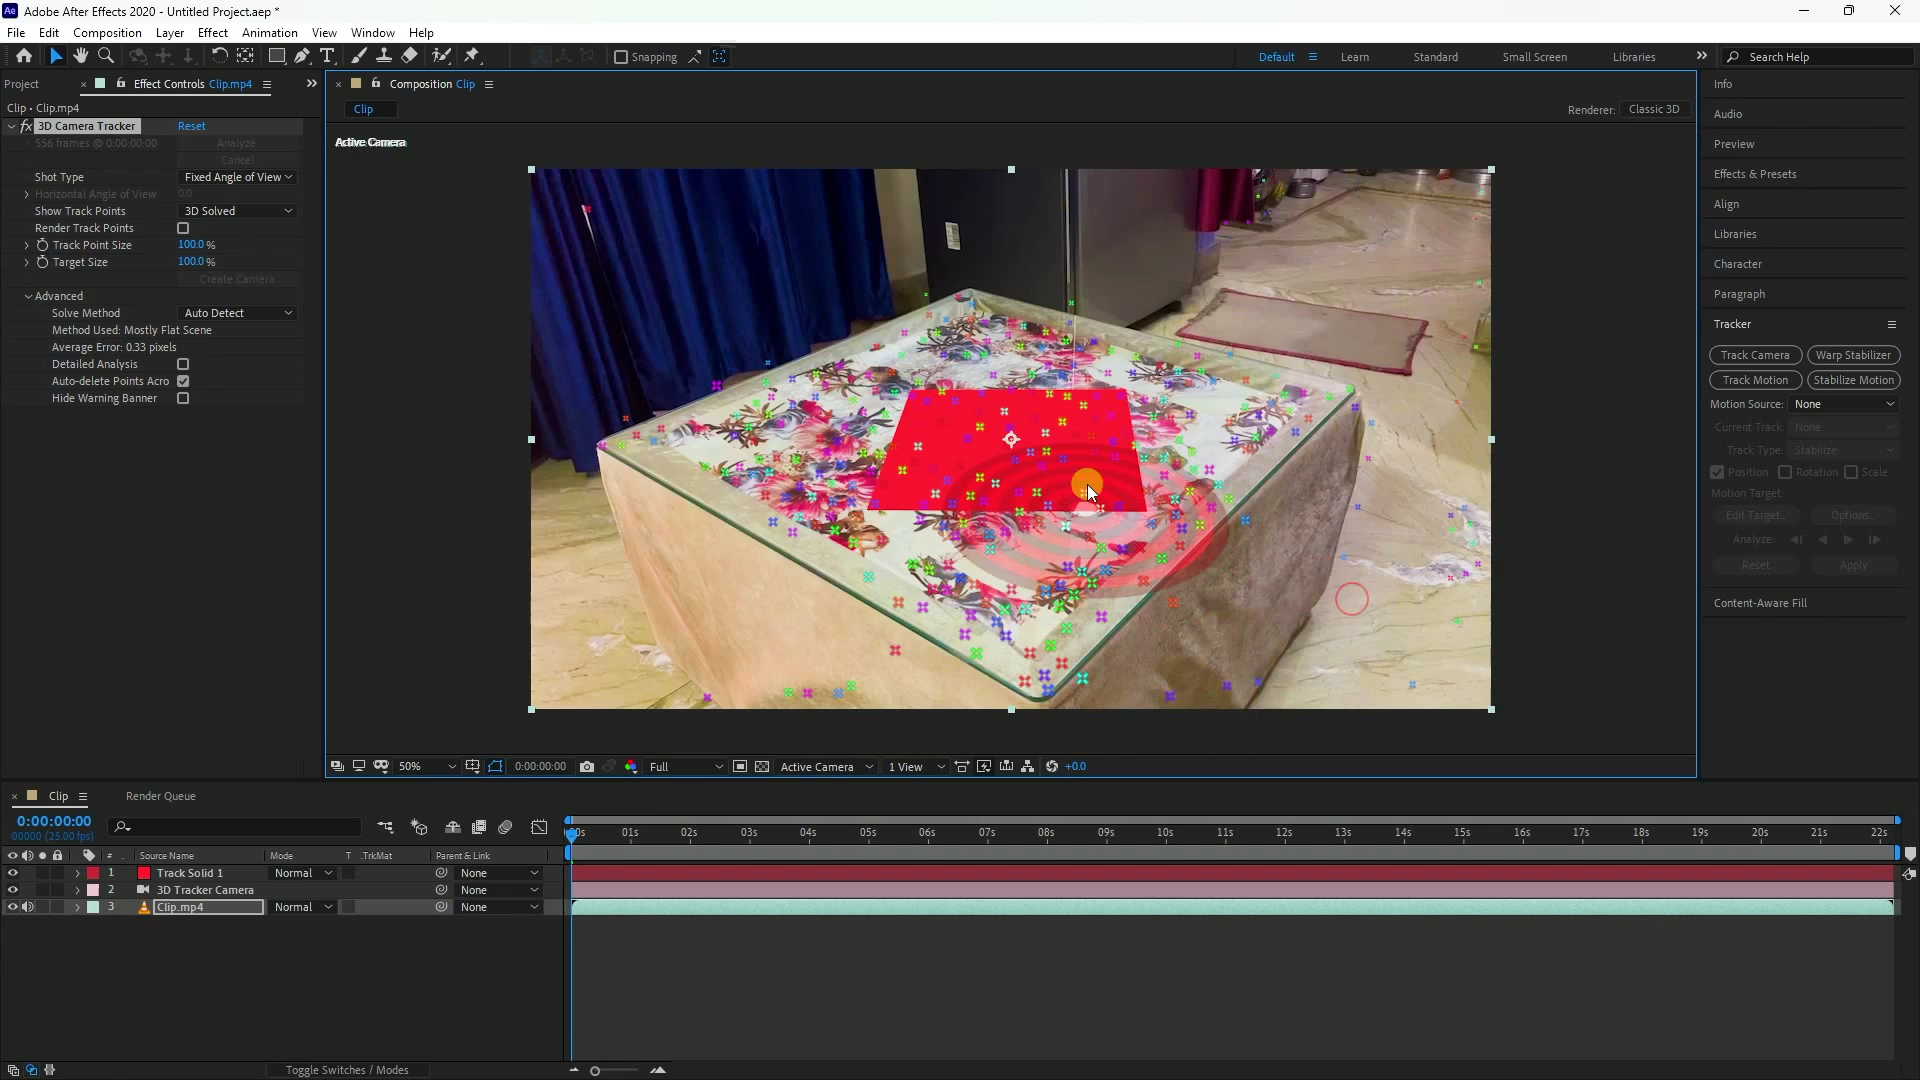 Adobe After Effects 2020 - Untitled Project.aep *
File Edit Composition Layer Effect Animation View Window Help
Snapping
Default Learn Standard Small Screen Libraries Search Help
Project Effect Controls Clip.mp4
Composition Clip
Clip • Clip.mp4
Clip
Renderer: Classic 3D
3D Camera Tracker Reset
556 frames @ 0:00:00:00 Analyze
Cancel
Shot Type Fixed Angle of View
Horizontal Angle of View 0.0
Show Track Points 3D Solved
Render Track Points
Track Point Size 100.0 %
Target Size 100.0 %
Create Camera
Advanced
Solve Method Auto Detect
Method Used: Mostly Flat Scene
Average Error: 0.33 pixels
Detailed Analysis
Auto-delete Points Acro
Hide Warning Banner
Active Camera
50% 0:00:00:00 Full Active Camera 1 View +0.0
Info
Audio
Preview
Effects & Presets
Align
Libraries
Character
Paragraph
Tracker
Track Camera Warp Stabilizer
Track Motion Stabilize Motion
Motion Source: None
Current Track: None
Track Type: Stabilize
Position Rotation Scale
Motion Target:
Edit Target... Options...
Analyze:
Reset Apply
Content-Aware Fill
Clip Render Queue
0:00:00:00
00000 (25.00 fps)
:00s 01s 02s 03s 04s 05s 06s 07s 08s 09s 10s 11s 12s 13s 14s 15s 16s 17s 18s 19s 20s 21s 22s
# Source Name Mode T .TrkMat Parent & Link
1 Track Solid 1 Normal None
2 3D Tracker Camera None
3 Clip.mp4 Normal None
Toggle Switches / Modes